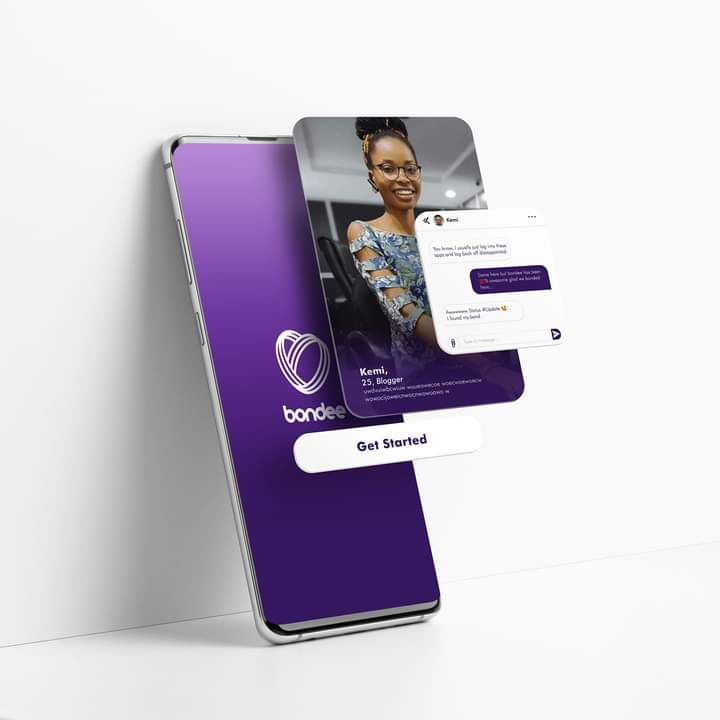 bondee
Get Started
Kemi,
25, Blogger
Kemi
You know, I usually just log into these
apps and log back off disappointed.
Same here but bondee has been
awesome glad we bonded
here...
Awwwwww Status #Update
I found my bond
Type a message...